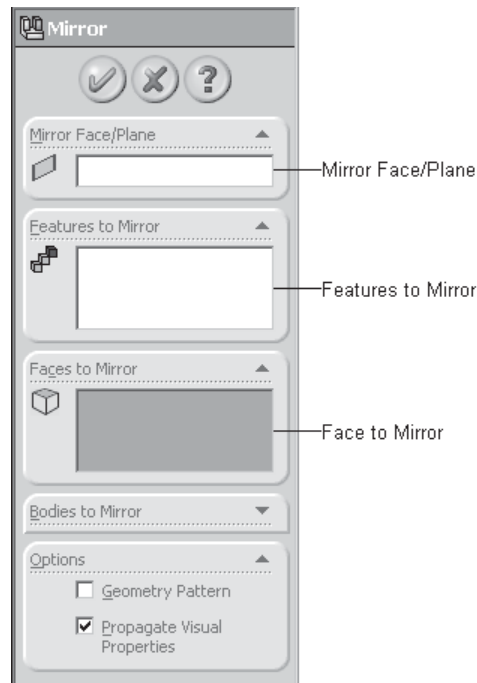 Mirror
?
Mirror Face/Plane
Mirror Face/Plane
Features to Mirror
Features to Mirror
Faces to Mirror
Face to Mirror
Bodies to Mirror
Options
Geometry Pattern
Propagate Visual
Properties